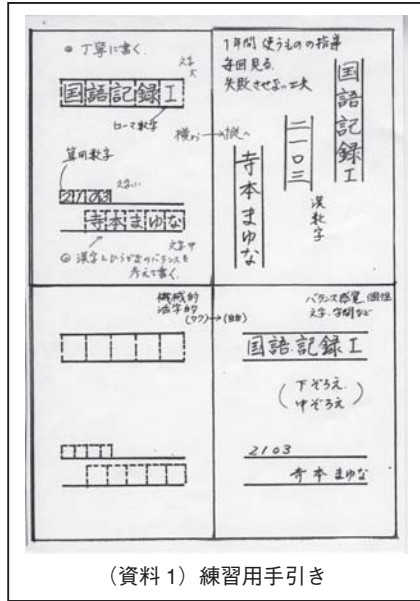 ◎ 丁寧に書く.
文字
大
国語記録Ⅰ
ローマ数字
算用数字
文字小
2103
寺本まゆな
文字中
◎ 漢字とひらがなのバランスを
考えて書く.
1年間 使うものの指導
毎回見る.
失敗させない工夫
横から→縦へ
国語記録Ⅰ
二一〇三
漢数字
寺本まゆな
機械的
活字的
(ワク)→(自由)
バランス感覚.個性
文字.字間など
国語.記録Ⅰ
(下ぞろえ.
中ぞろえ)
2103
寺本まゆな
(資料1) 練習用手引き